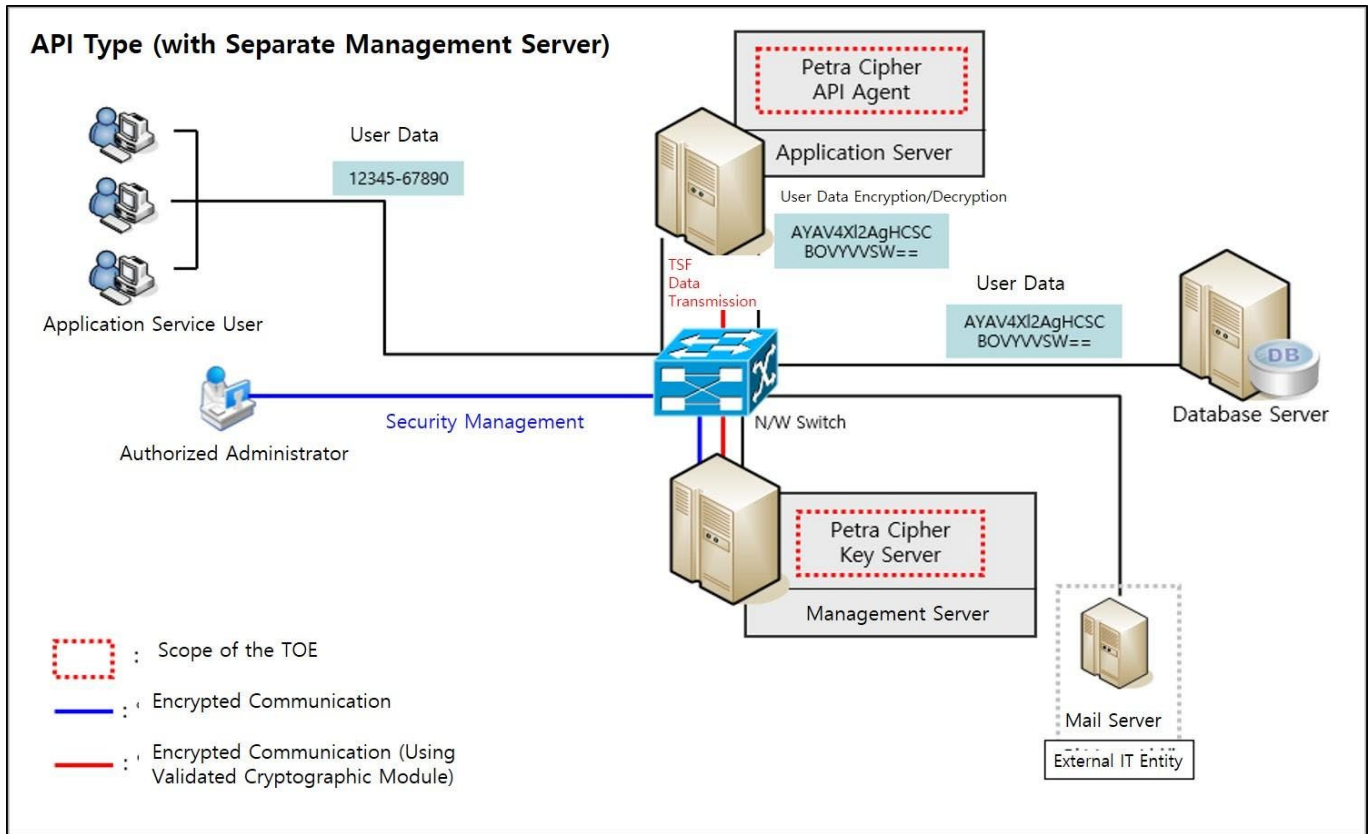 API Type (with Separate Management Server)
Petra Cipher
API Agent
Application Server
User Data
12345-67890
User Data Encryption/Decryption
AYAV4Xl2AgHCSC
BOVYVVSW==
TSF
Data
Transmission
User Data
AYAV4Xl2AgHCSC
BOVYVVSW==
DB
Database Server
Application Service User
Security Management
Authorized Administrator
N/W Switch
Petra Cipher
Key Server
Management Server
Mail Server
External IT Entity
: Scope of the TOE
: Encrypted Communication
: Encrypted Communication (Using
Validated Cryptographic Module)